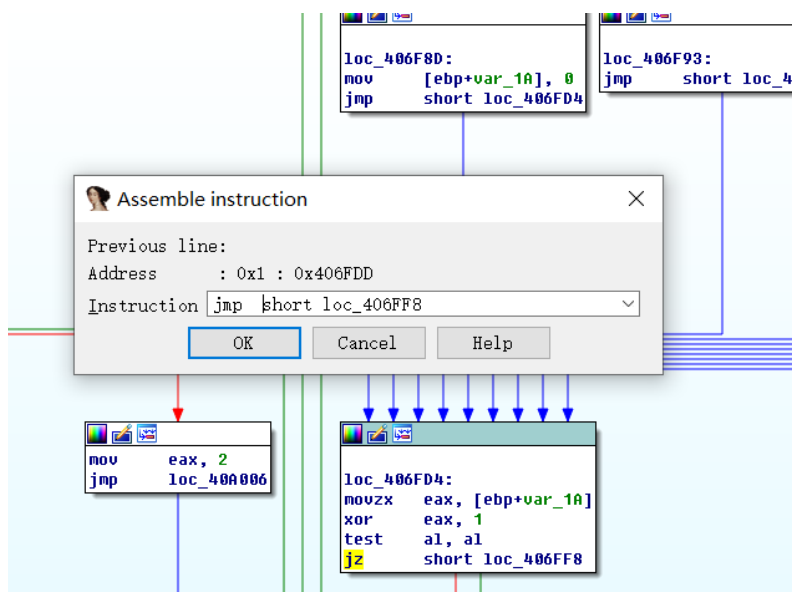 loc_406F8D:
mov [ebp+var_1A], 0
jmp short loc_406FD4
loc_406F93:
jmp short loc_4
Assemble instruction
Previous line:
Address : 0x1 : 0x406FDD
Instruction jmp short loc_406FF8
OK Cancel Help
mov eax, 2
jmp loc_40A006
loc_406FD4:
movzx eax, [ebp+var_1A]
xor eax, 1
test al, al
jz short loc_406FF8